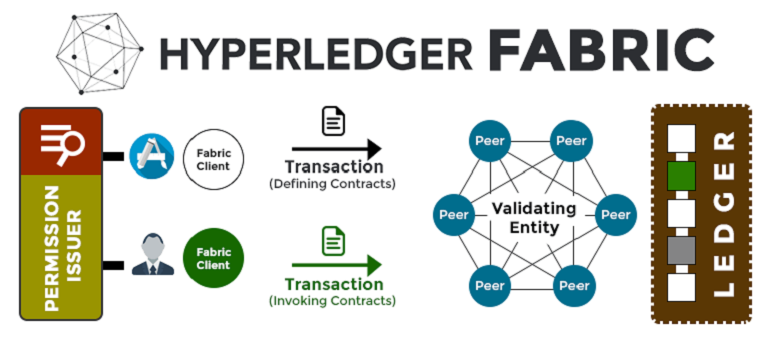 HYPERLEDGER FABRIC
PERMISSION
ISSUER
Fabric
Client
Transaction
(Defining Contracts)
Fabric
Client
Transaction
(Invoking Contracts)
Peer
Peer
Peer
Validating
Entity
Peer
Peer
Peer
LEDGER